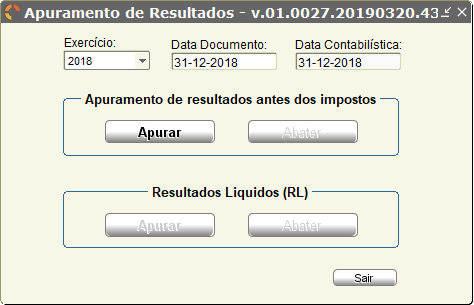 Apuramento de Resultados - v.01.0027.20190320.43
Exercício: Data Documento: Data Contabilística:
2018 31-12-2018 31-12-2018
Apuramento de resultados antes dos impostos
Apurar Abater
Resultados Liquidos (RL)
Apurar Abater
Sair